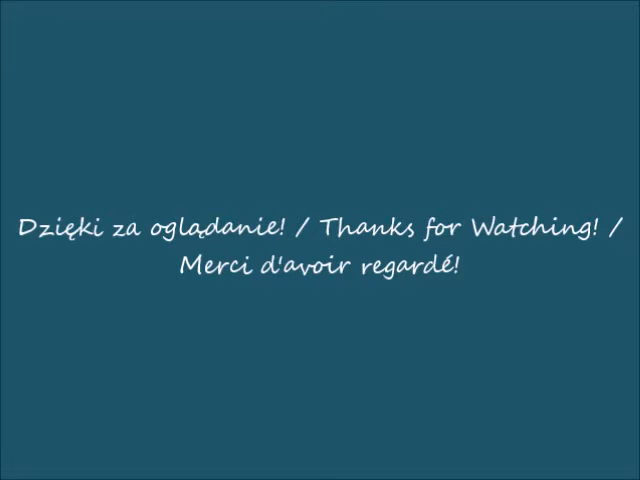 Dzięki za oglądanie! / Thanks for Watching! /
Merci d'avoir regardé!